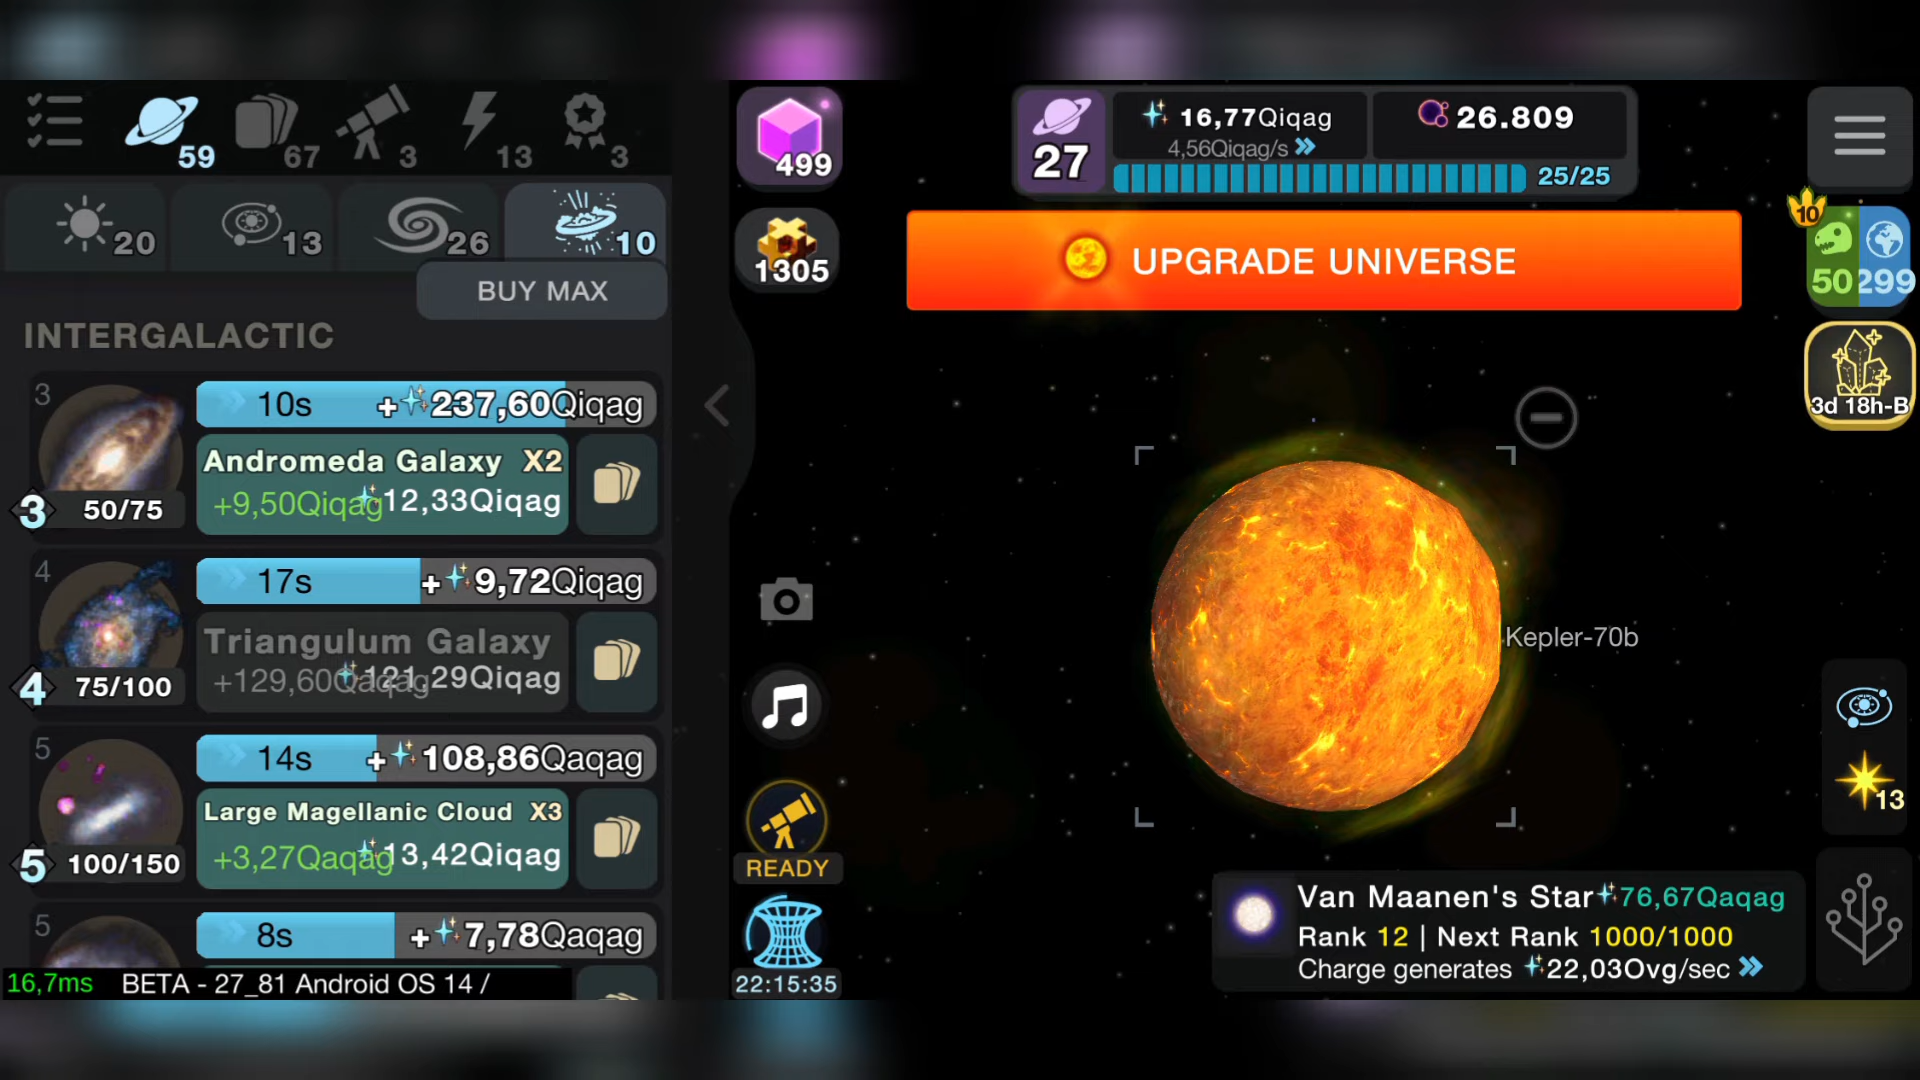 59
67
3
13
3
20
13
26
10
BUY MAX
INTERGALACTIC
3
10s
+237,60Qiqag
Andromeda Galaxy X2
+9,50Qiqag 12,33Qiqag
3
50/75
4
17s
+9,72Qiqag
Triangulum Galaxy
+129,60Qaqag 121,29Qiqag
4
75/100
5
14s
+108,86Qaqag
Large Magellanic Cloud X3
+3,27Qaqag 13,42Qiqag
5
100/150
5
8s
+7,78Qaqag
16,7ms
BETA - 27_81 Android OS 14 /
499
1305
READY
22:15:35
27
16,77Qiqag
4,56Qiqag/s
26.809
25/25
UPGRADE UNIVERSE
Kepler-70b
10
50
299
3d 18h-B
13
Van Maanen's Star 76,67Qaqag
Rank 12 | Next Rank 1000/1000
Charge generates 22,03Ovg/sec